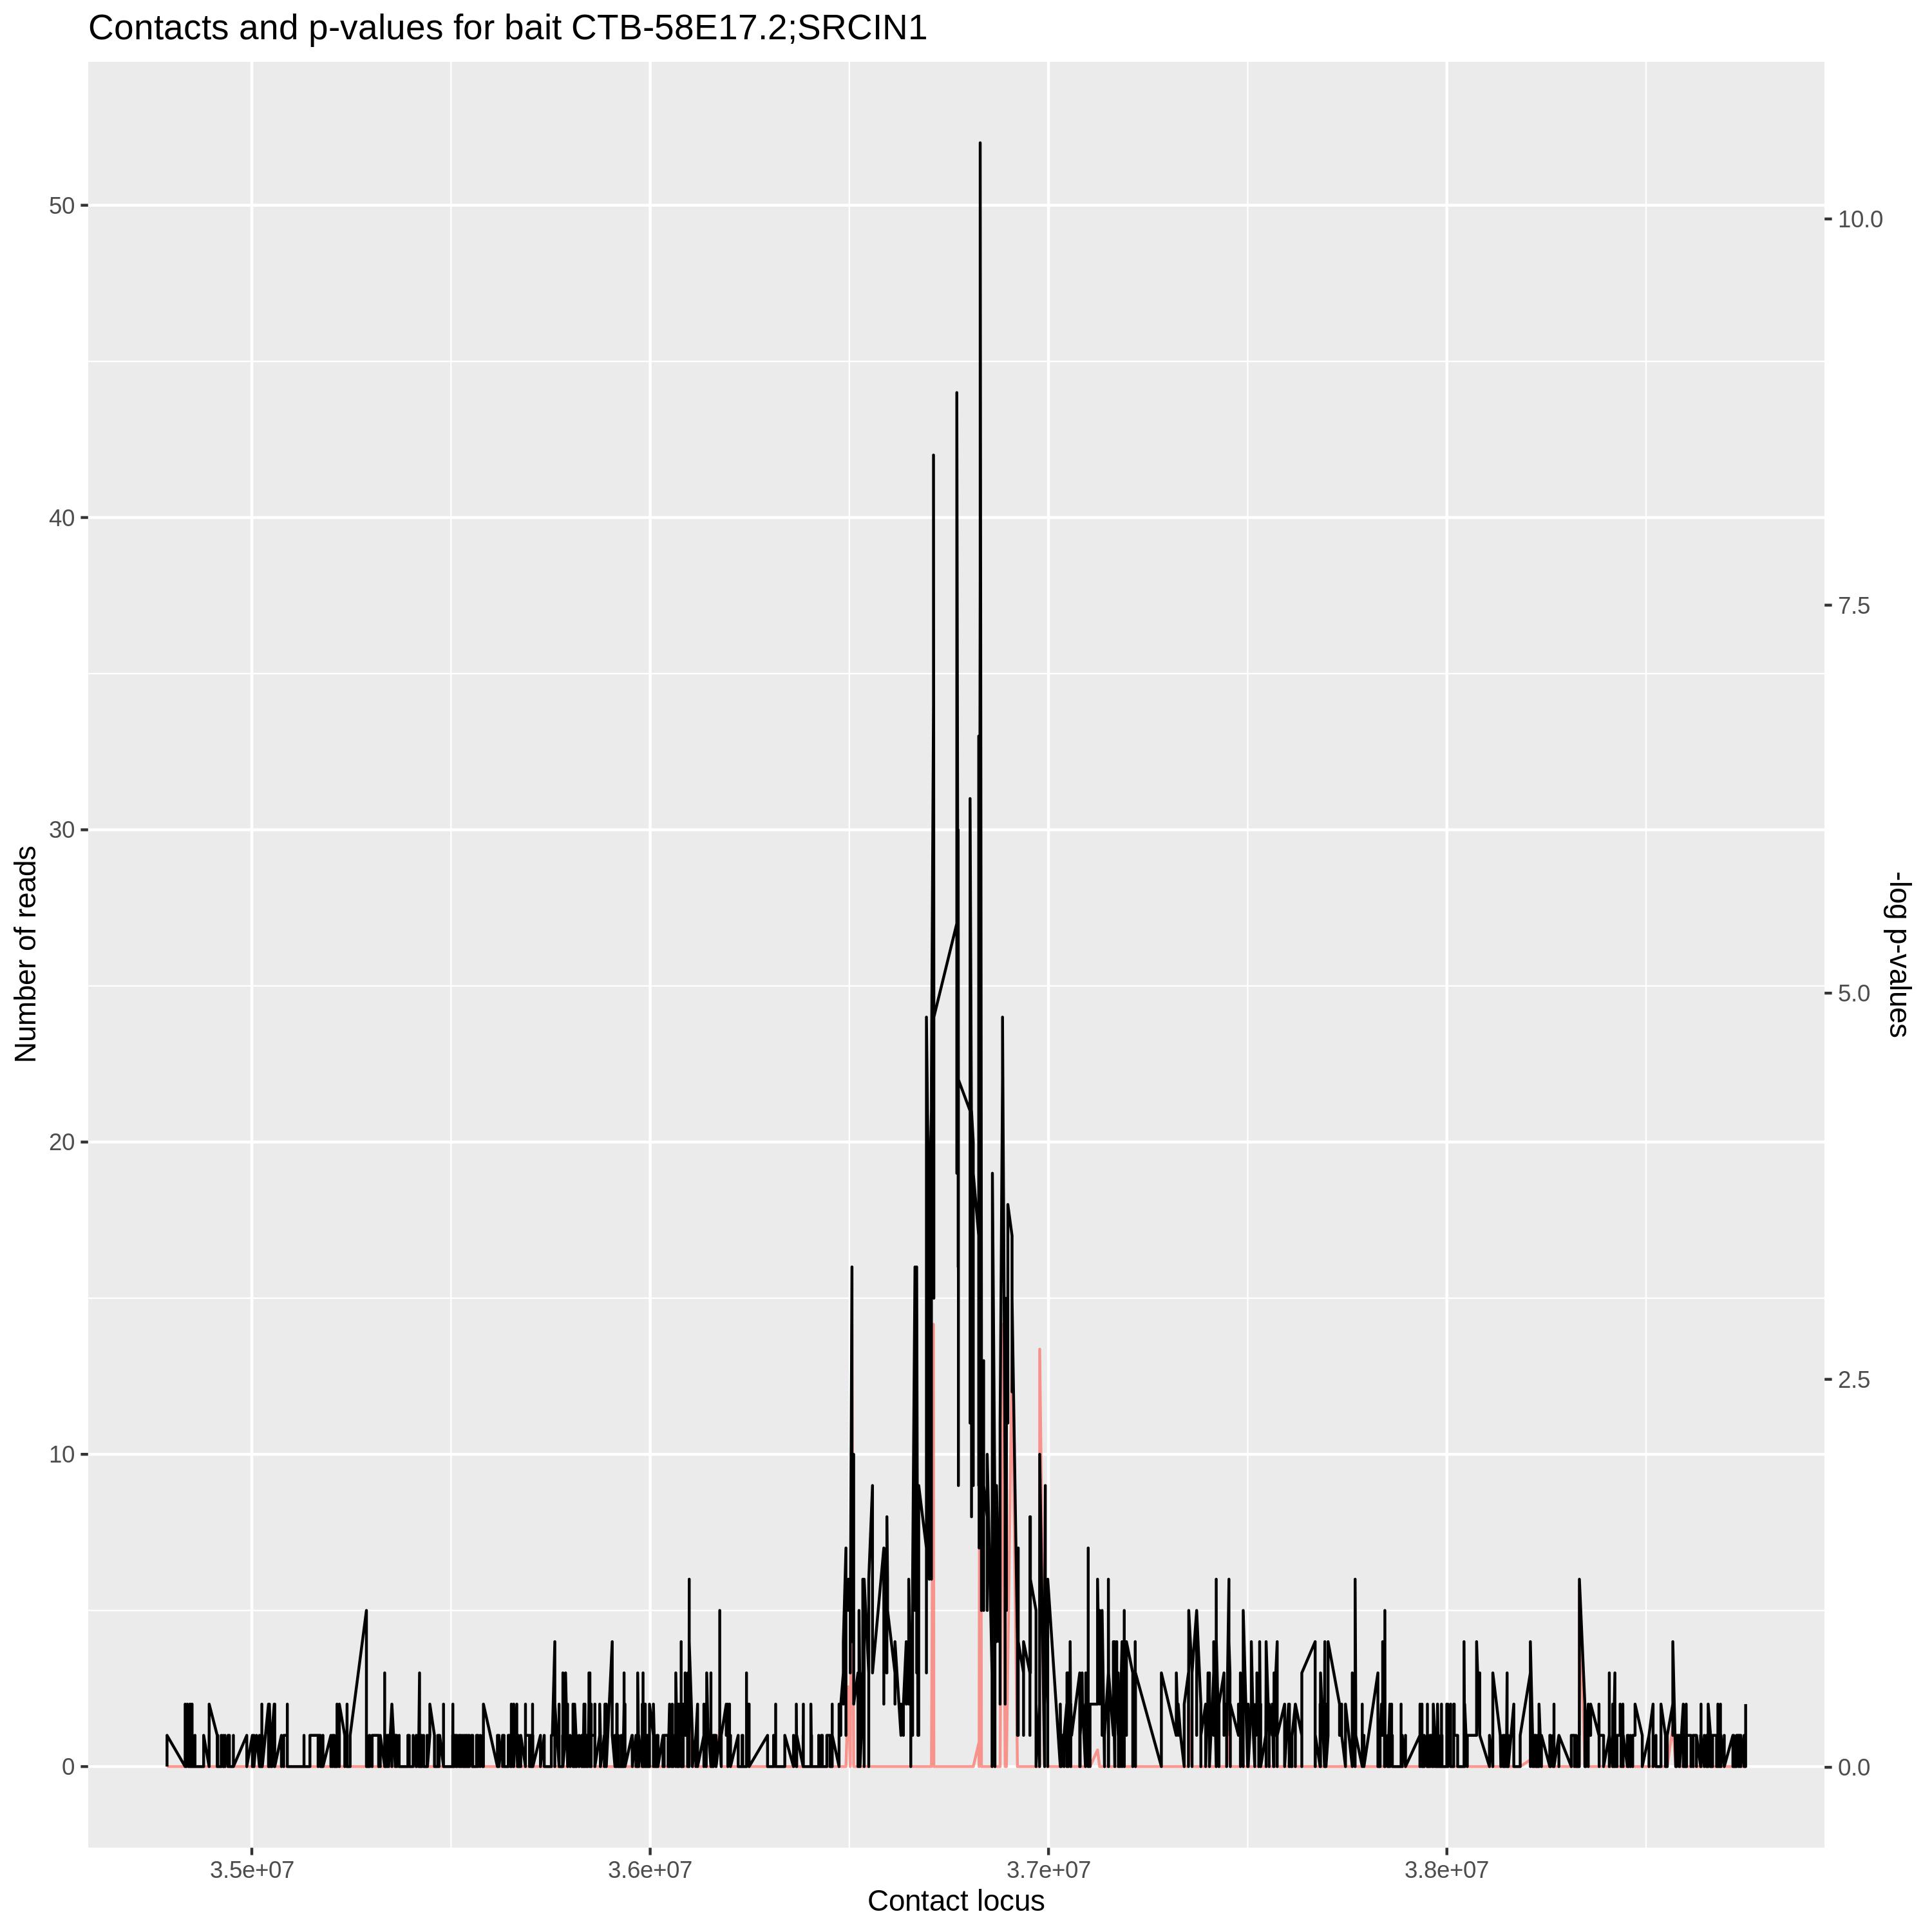 Contacts and p-values for bait CTB-58E17.2;SRCIN1
50
40
30
20
10
0
Number of reads
10.0
7.5
5.0
2.5
0.0
-log p-values
3.5e+07 3.6e+07 3.7e+07 3.8e+07
Contact locus